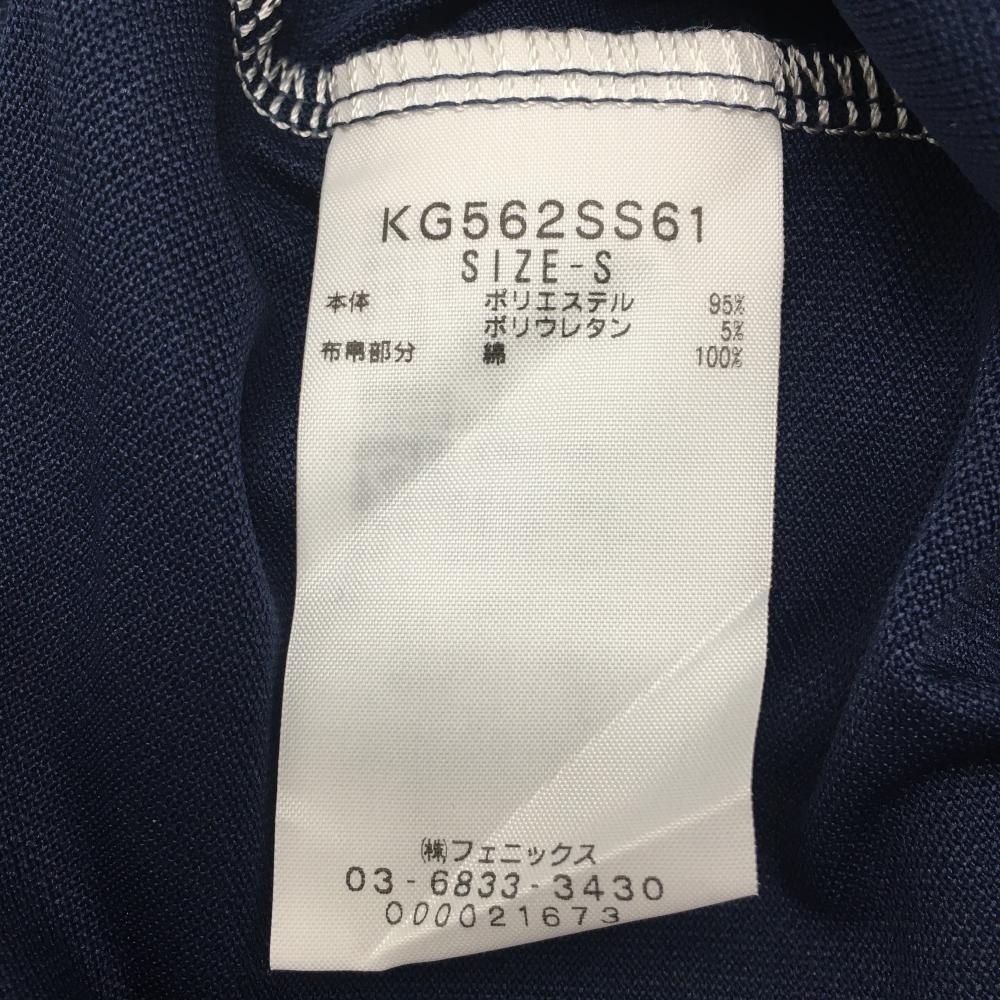 KG562SS61
SIZE-S
本体 ポリエステル 95%
ポリウレタン 5%
布帛部分 綿 100%
㈱フェニックス
03-6833-3430
000021673